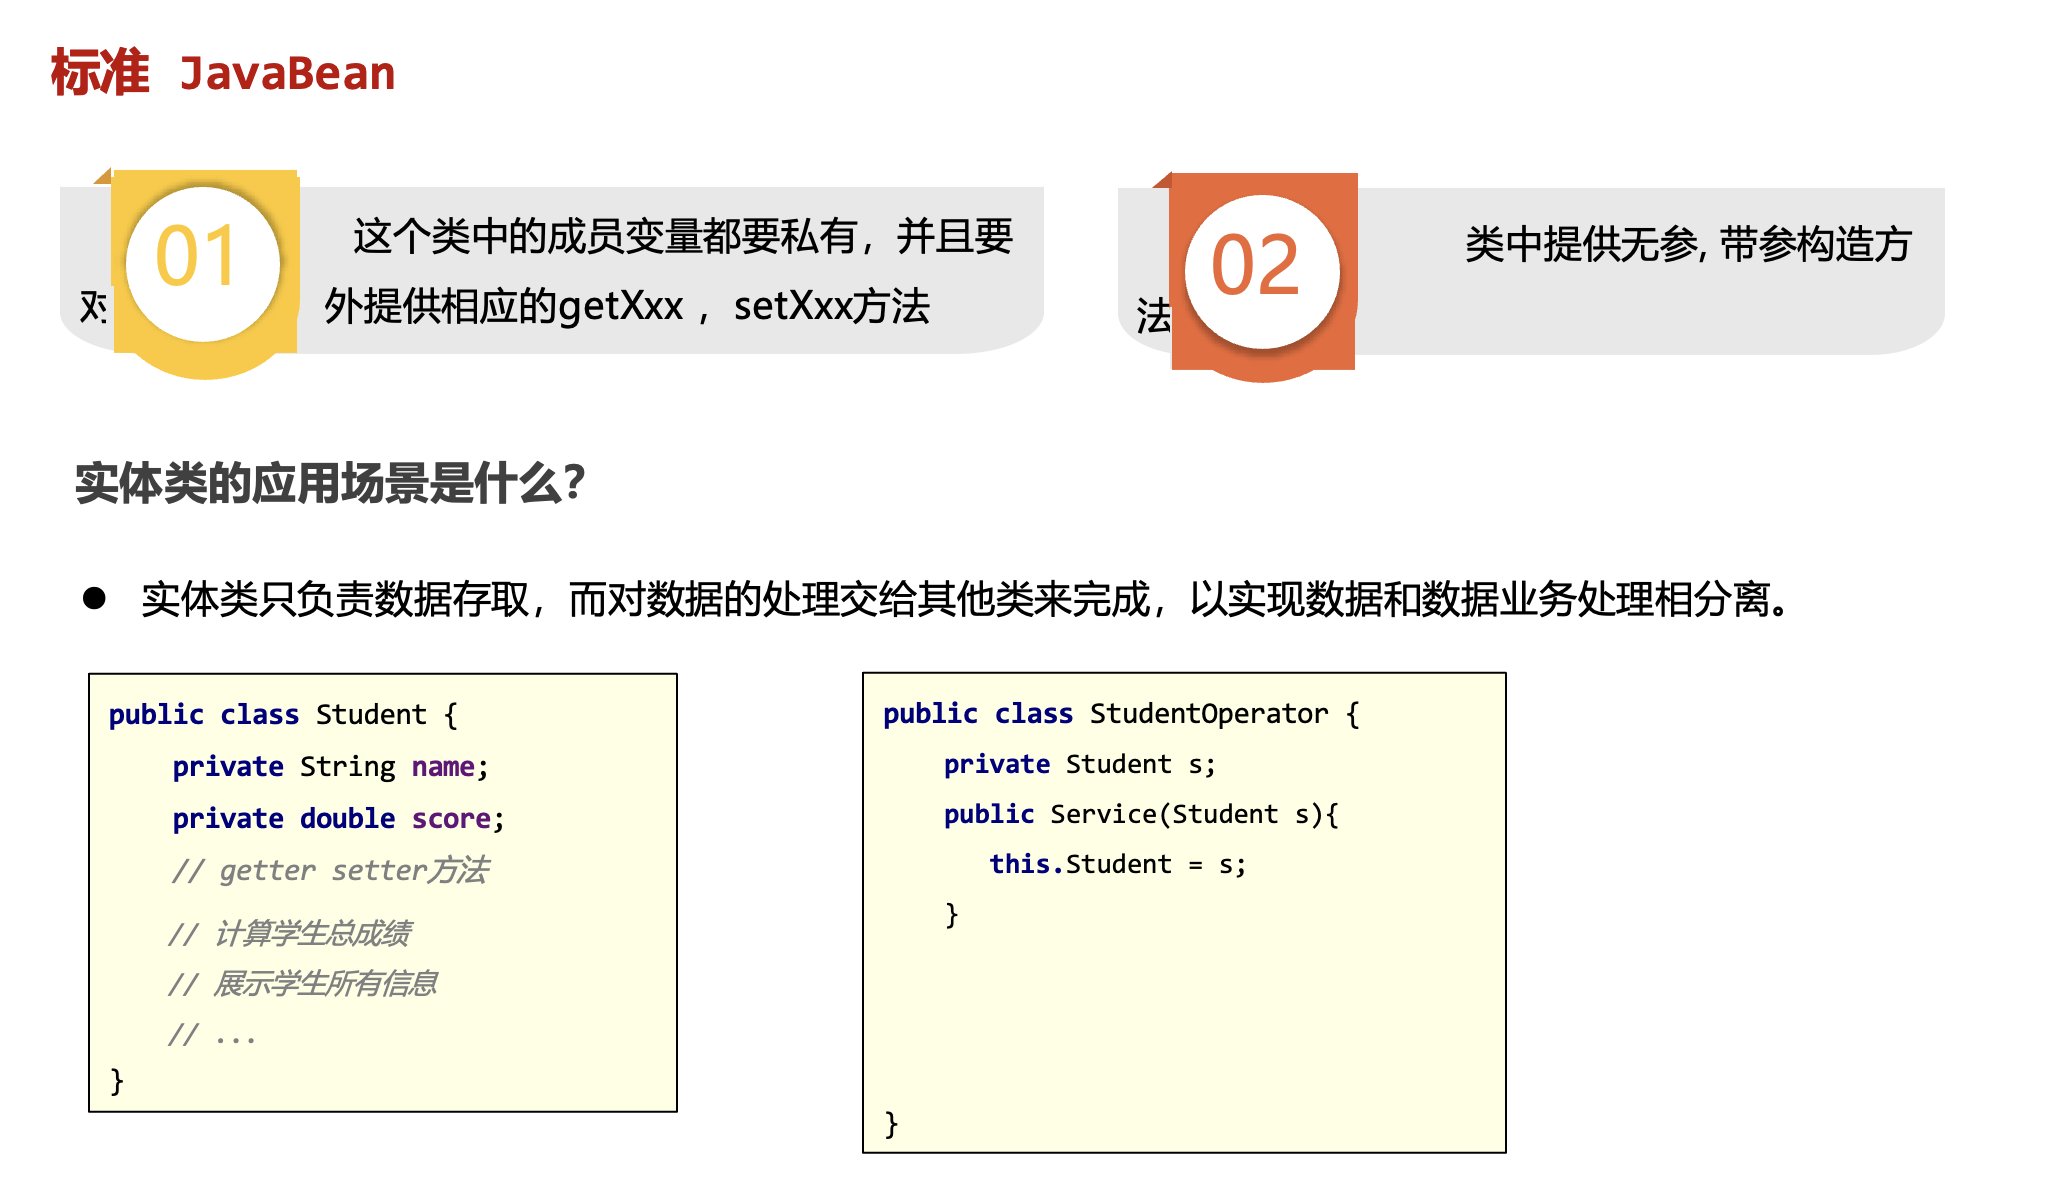 标准 JavaBean
01
这个类中的成员变量都要私有，并且要
对外提供相应的getXxx ，setXxx方法
02
类中提供无参, 带参构造方
法
实体类的应用场景是什么？
● 实体类只负责数据存取，而对数据的处理交给其他类来完成，以实现数据和数据业务处理相分离。
public class Student {
private String name;
private double score;
// getter setter方法
// 计算学生总成绩
// 展示学生所有信息
// ...
}
public class StudentOperator {
private Student s;
public Service(Student s){
this.Student = s;
}
}